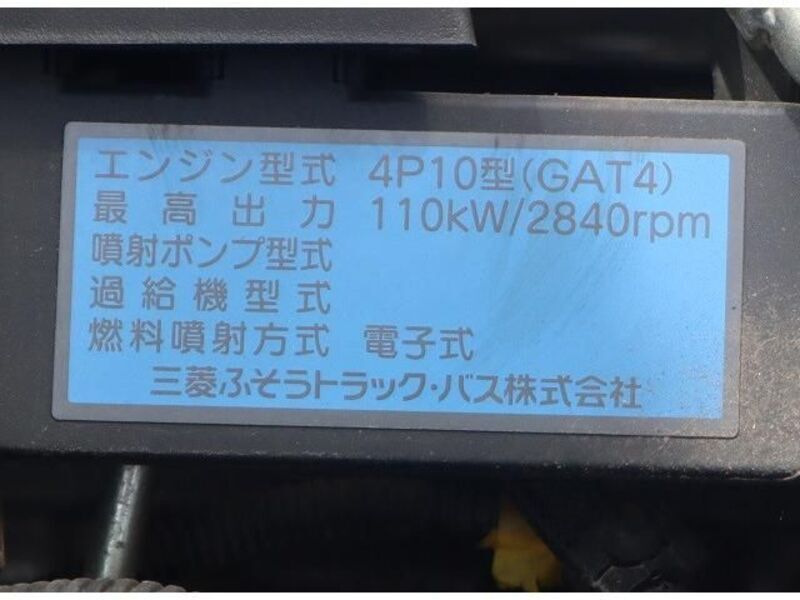 エンジン型式 4P10型(GAT4)
最高出力 110kW/2840rpm
噴射ポンプ型式
過給機型式
燃料噴射方式 電子式
三菱ふそうトラック・バス株式会社